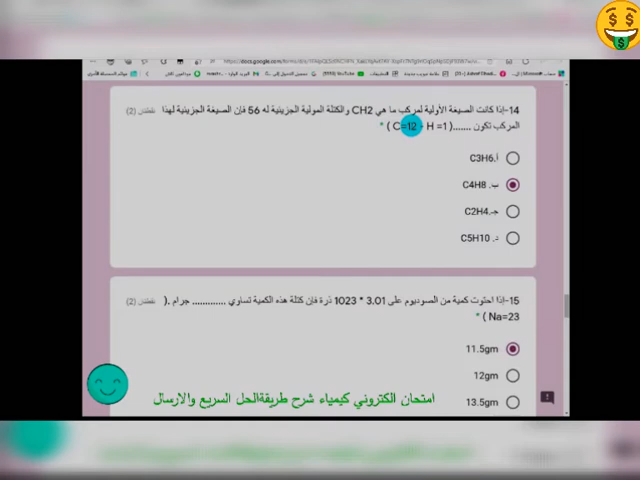 14-إذا كانت الصيغة الأولية لمركب ما هي CH2 والكتلة المولية الجزيئية له 56 فان الصيغة الجزيئية لهذا
المركب تكون .......( C=12 - H =1 ) *
(2 نقطتان)
أ. C3H6
ب. C4H8
جـ. C2H4
د. C5H10
15-إذا احتوت كمية من الصوديوم على 3.01 * 1023 ذرة فان كتلة هذه الكمية تساوي ............. جرام .(
Na=23 ) *
(2 نقطتان)
11.5gm
12gm
13.5gm
امتحان الكتروني كيمياء شرح طريقةالحل السريع والارسال